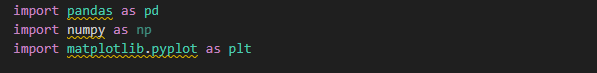 import pandas as pd
import numpy as np
import matplotlib.pyplot as plt